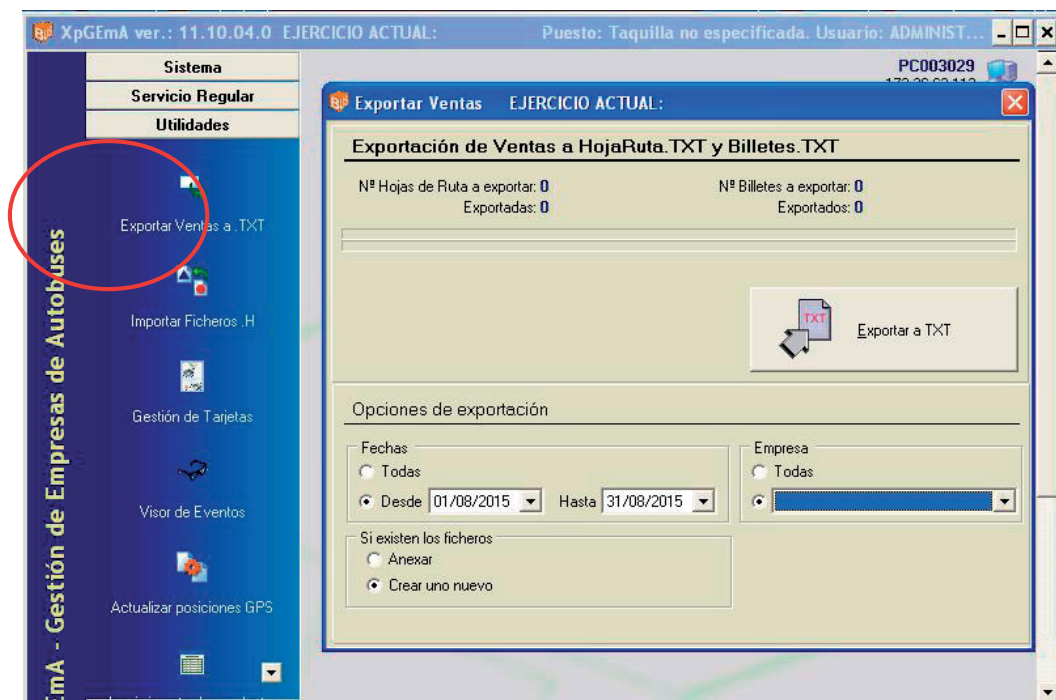 XpGEmA ver.: 11.10.04.0 EJERCICIO ACTUAL: Puesto: Taquilla no especificada. Usuario: ADMINIST...
Sistema
Servicio Regular
Utilidades
Exportar Ventas a .TXT
Importar Ficheros .H
Gestión de Tarjetas
Visor de Eventos
Actualizar posiciones GPS
EmA - Gestión de Empresas de Autobuses
PC003029
Exportar Ventas EJERCICIO ACTUAL:
Exportación de Ventas a HojaRuta.TXT y Billetes.TXT
Nº Hojas de Ruta a exportar: 0 Nº Billetes a exportar: 0
Exportadas: 0 Exportados: 0
TXT
Exportar a TXT
Opciones de exportación
Fechas
Todas
Desde 01/08/2015 Hasta 31/08/2015
Empresa
Todas
Si existen los ficheros
Anexar
Crear uno nuevo